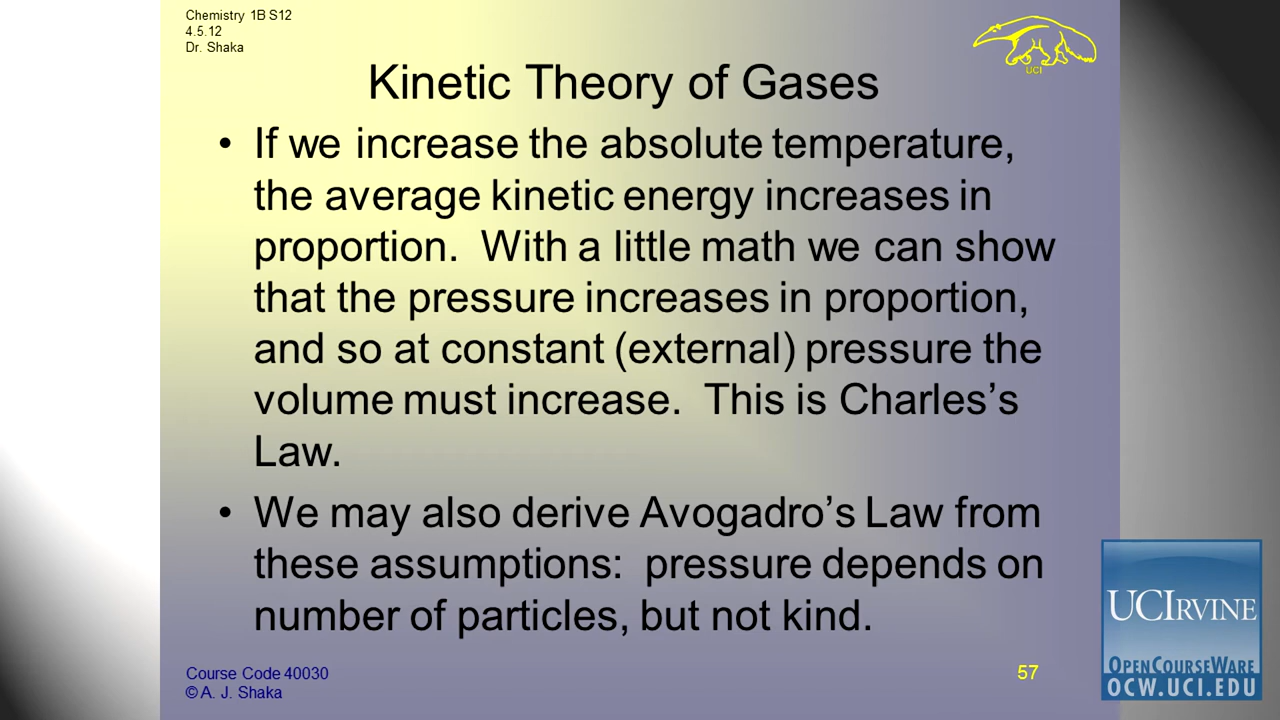 Chemistry 1B S12
4.5.12
Dr. Shaka
UCI
Kinetic Theory of Gases
• If we increase the absolute temperature,
the average kinetic energy increases in
proportion. With a little math we can show
that the pressure increases in proportion,
and so at constant (external) pressure the
volume must increase. This is Charles’s
Law.
• We may also derive Avogadro’s Law from
these assumptions: pressure depends on
number of particles, but not kind.
Course Code 40030
© A. J. Shaka
57
UCIRVINE
OPENCOURSEWARE
OCW.UCI.EDU